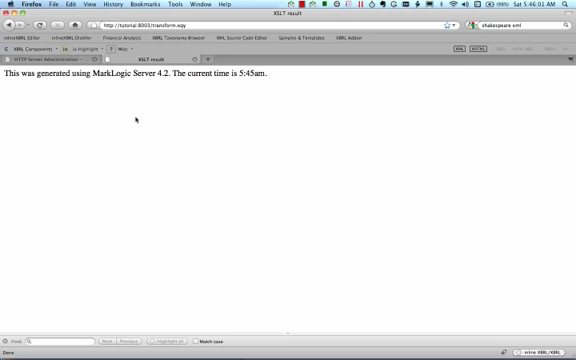 Firefox File Edit View History Bookmarks Tools Window Help (98%) Sat 5:46:01 AM
XSLT result
http://tutorial:8003/transform.xqy shakespeare xml
inlineXBRL Editor inlineXBRL Distiller Financial Analysis XBRL Taxonomy Browser XML Source Code Editor Samples & Templates XBRL Addon
XBRL Components in Highlight ? Misc
HTTP Server Administration XSLT result
This was generated using MarkLogic Server 4.2. The current time is 5:45am.
Find: Next Previous Highlight all Match case
Done inline XBRL/iXBRL